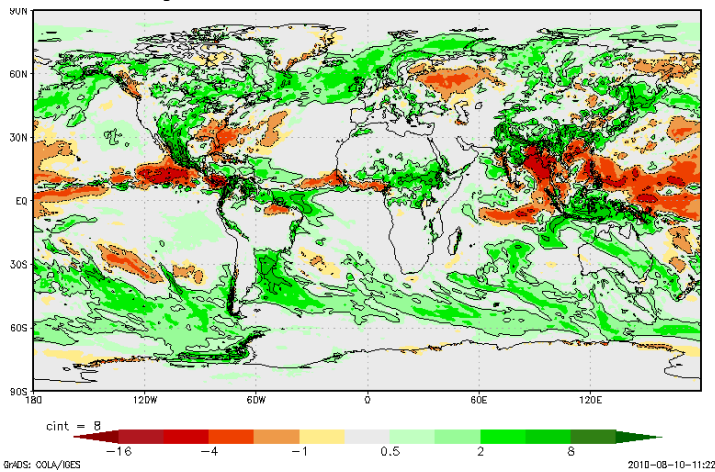 90N
60N
30N
EQ
30S
60S
90S
180 120W 60W 0 60E 120E
cint = 8
-16 -4 -1 0.5 2 8
GrADS: COLA/IGES 2010-08-10-11:22